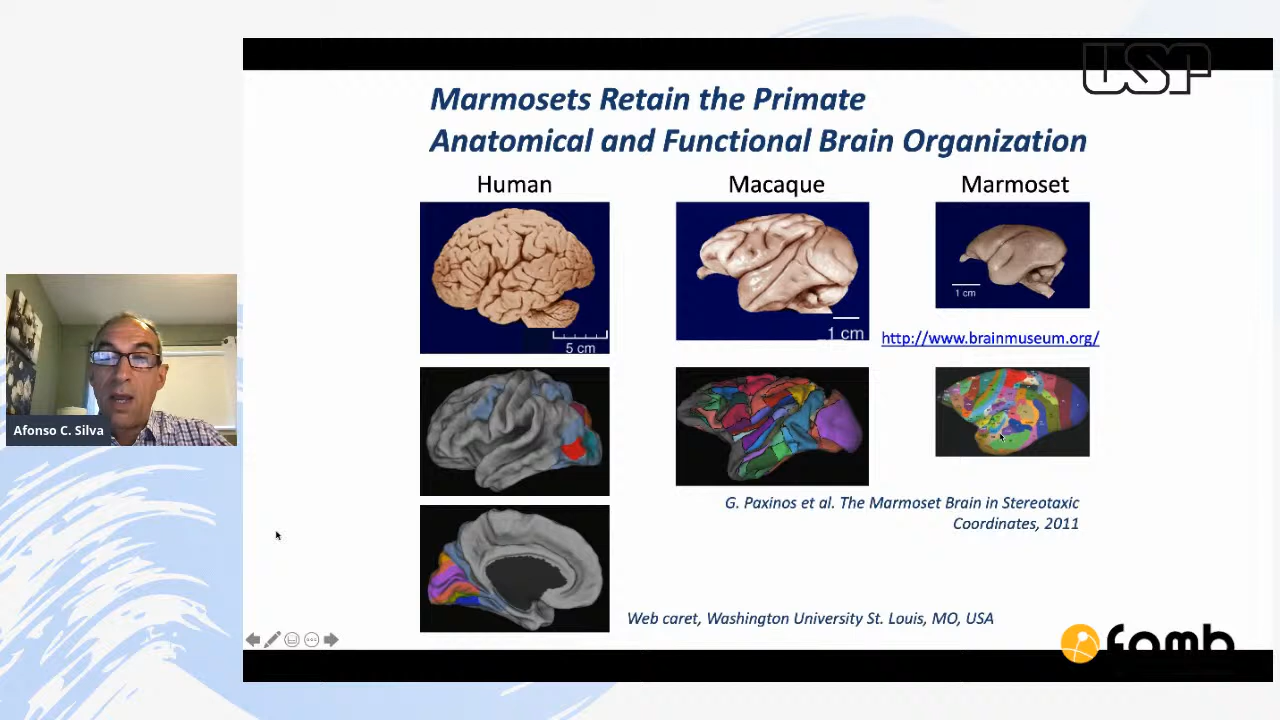 USP
Marmosets Retain the Primate
Anatomical and Functional Brain Organization
Human
Macaque
Marmoset
5 cm
1 cm
1 cm
http://www.brainmuseum.org/
Afonso C. Silva
G. Paxinos et al. The Marmoset Brain in Stereotaxic
Coordinates, 2011
Web caret, Washington University St. Louis, MO, USA
famb